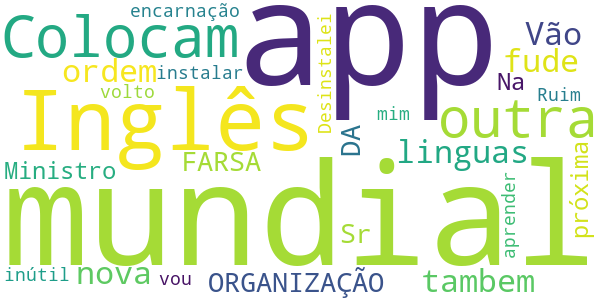 encarnação
Colocam
app
Vão
ordem
instalar
Desinstalei
fude
volto
Na
Ruim
Inglês
mim
outra
DA
linguas
Ministro
FARSA
mundial
aprender
próxima
Sr
inútil
nova
vou
ORGANIZAÇÃO
tambem